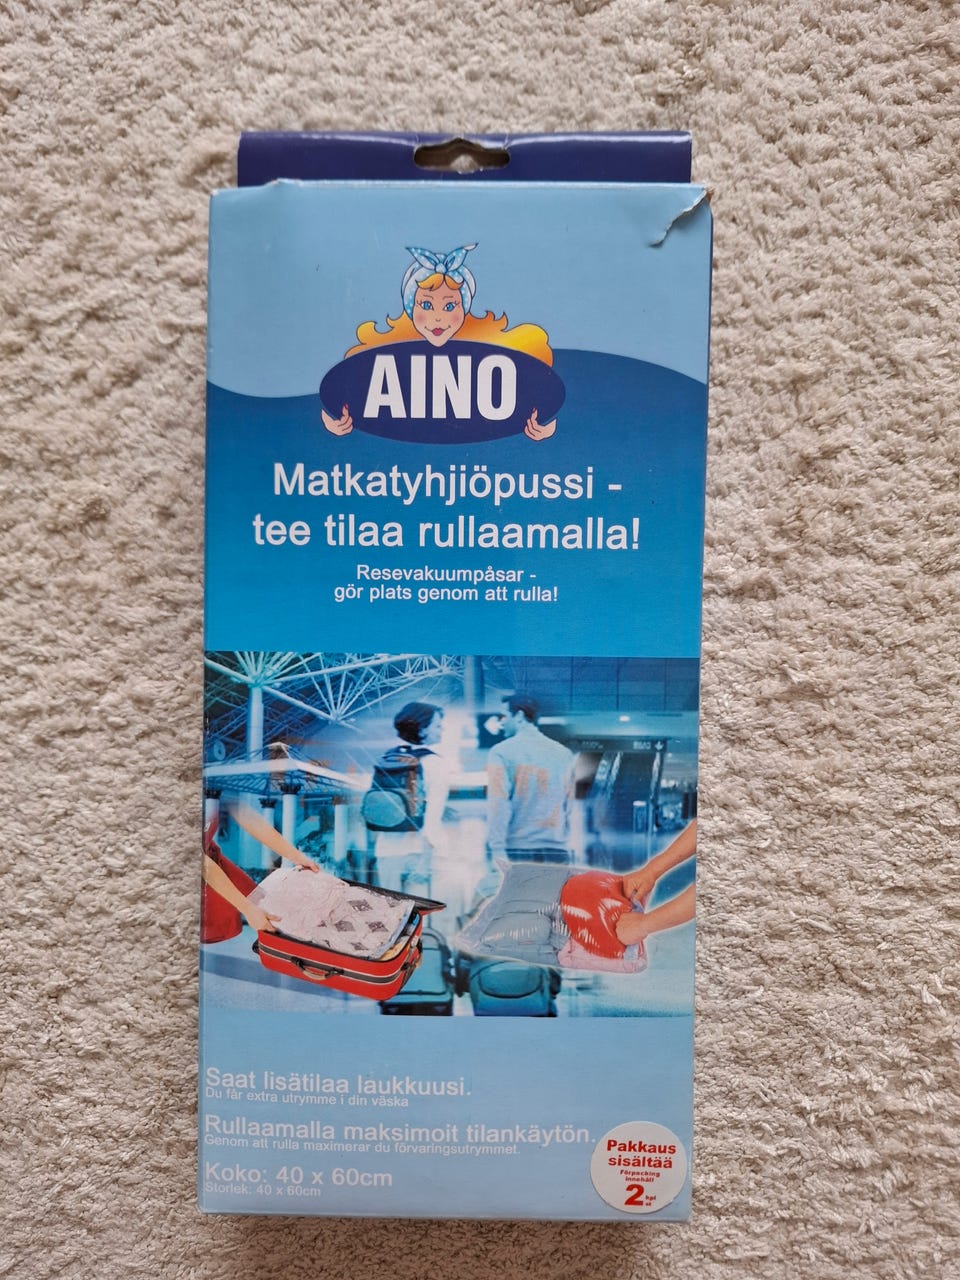 AINO
Matkatyhjiöpussi -
tee tilaa rullaamalla!
Resevakuumpåsar -
gör plats genom att rulla!
Saat lisätilaa laukkuusi.
Du får extra utrymme i din väska
Rullaamalla maksimoit tilankäytön.
Genom att rulla maximerar du förvaringsutrymmet.
Koko: 40 x 60cm
Storlek: 40 x 60cm
Pakkaus
sisältää
Förpackning
innehåll
2 kpl
st